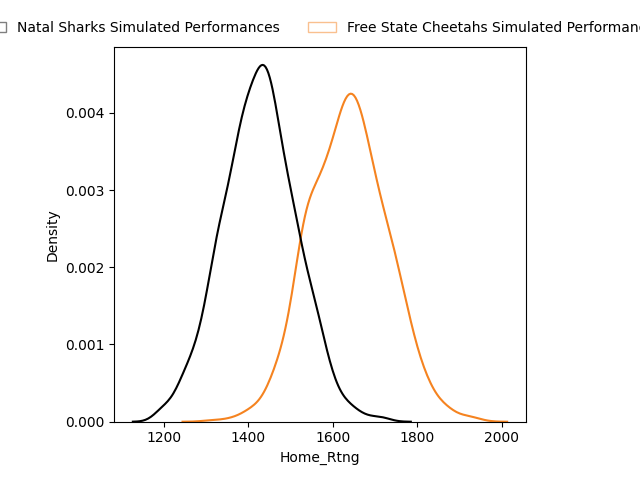 Natal Sharks Simulated Performances
Free State Cheetahs Simulated
0.004
0.003
0.002
0.001
0.000
Density
1200 1400 1600 1800 2000
Home_Rtng